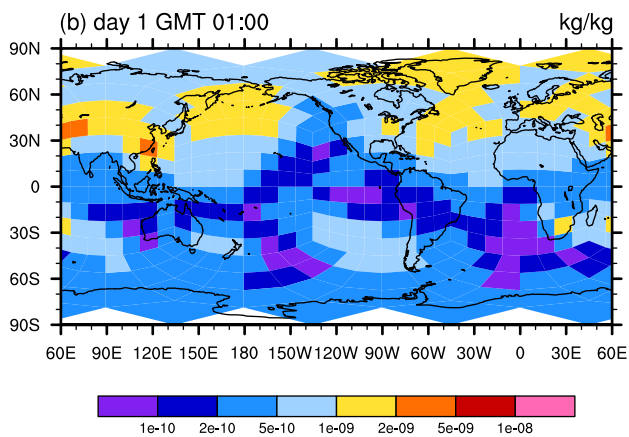 (b) day 1 GMT 01:00 kg/kg
90N
60N
30N
0
30S
60S
90S
60E 90E 120E 150E 180 150W 120W 90W 60W 30W 0 30E 60E
1e-10 2e-10 5e-10 1e-09 2e-09 5e-09 1e-08